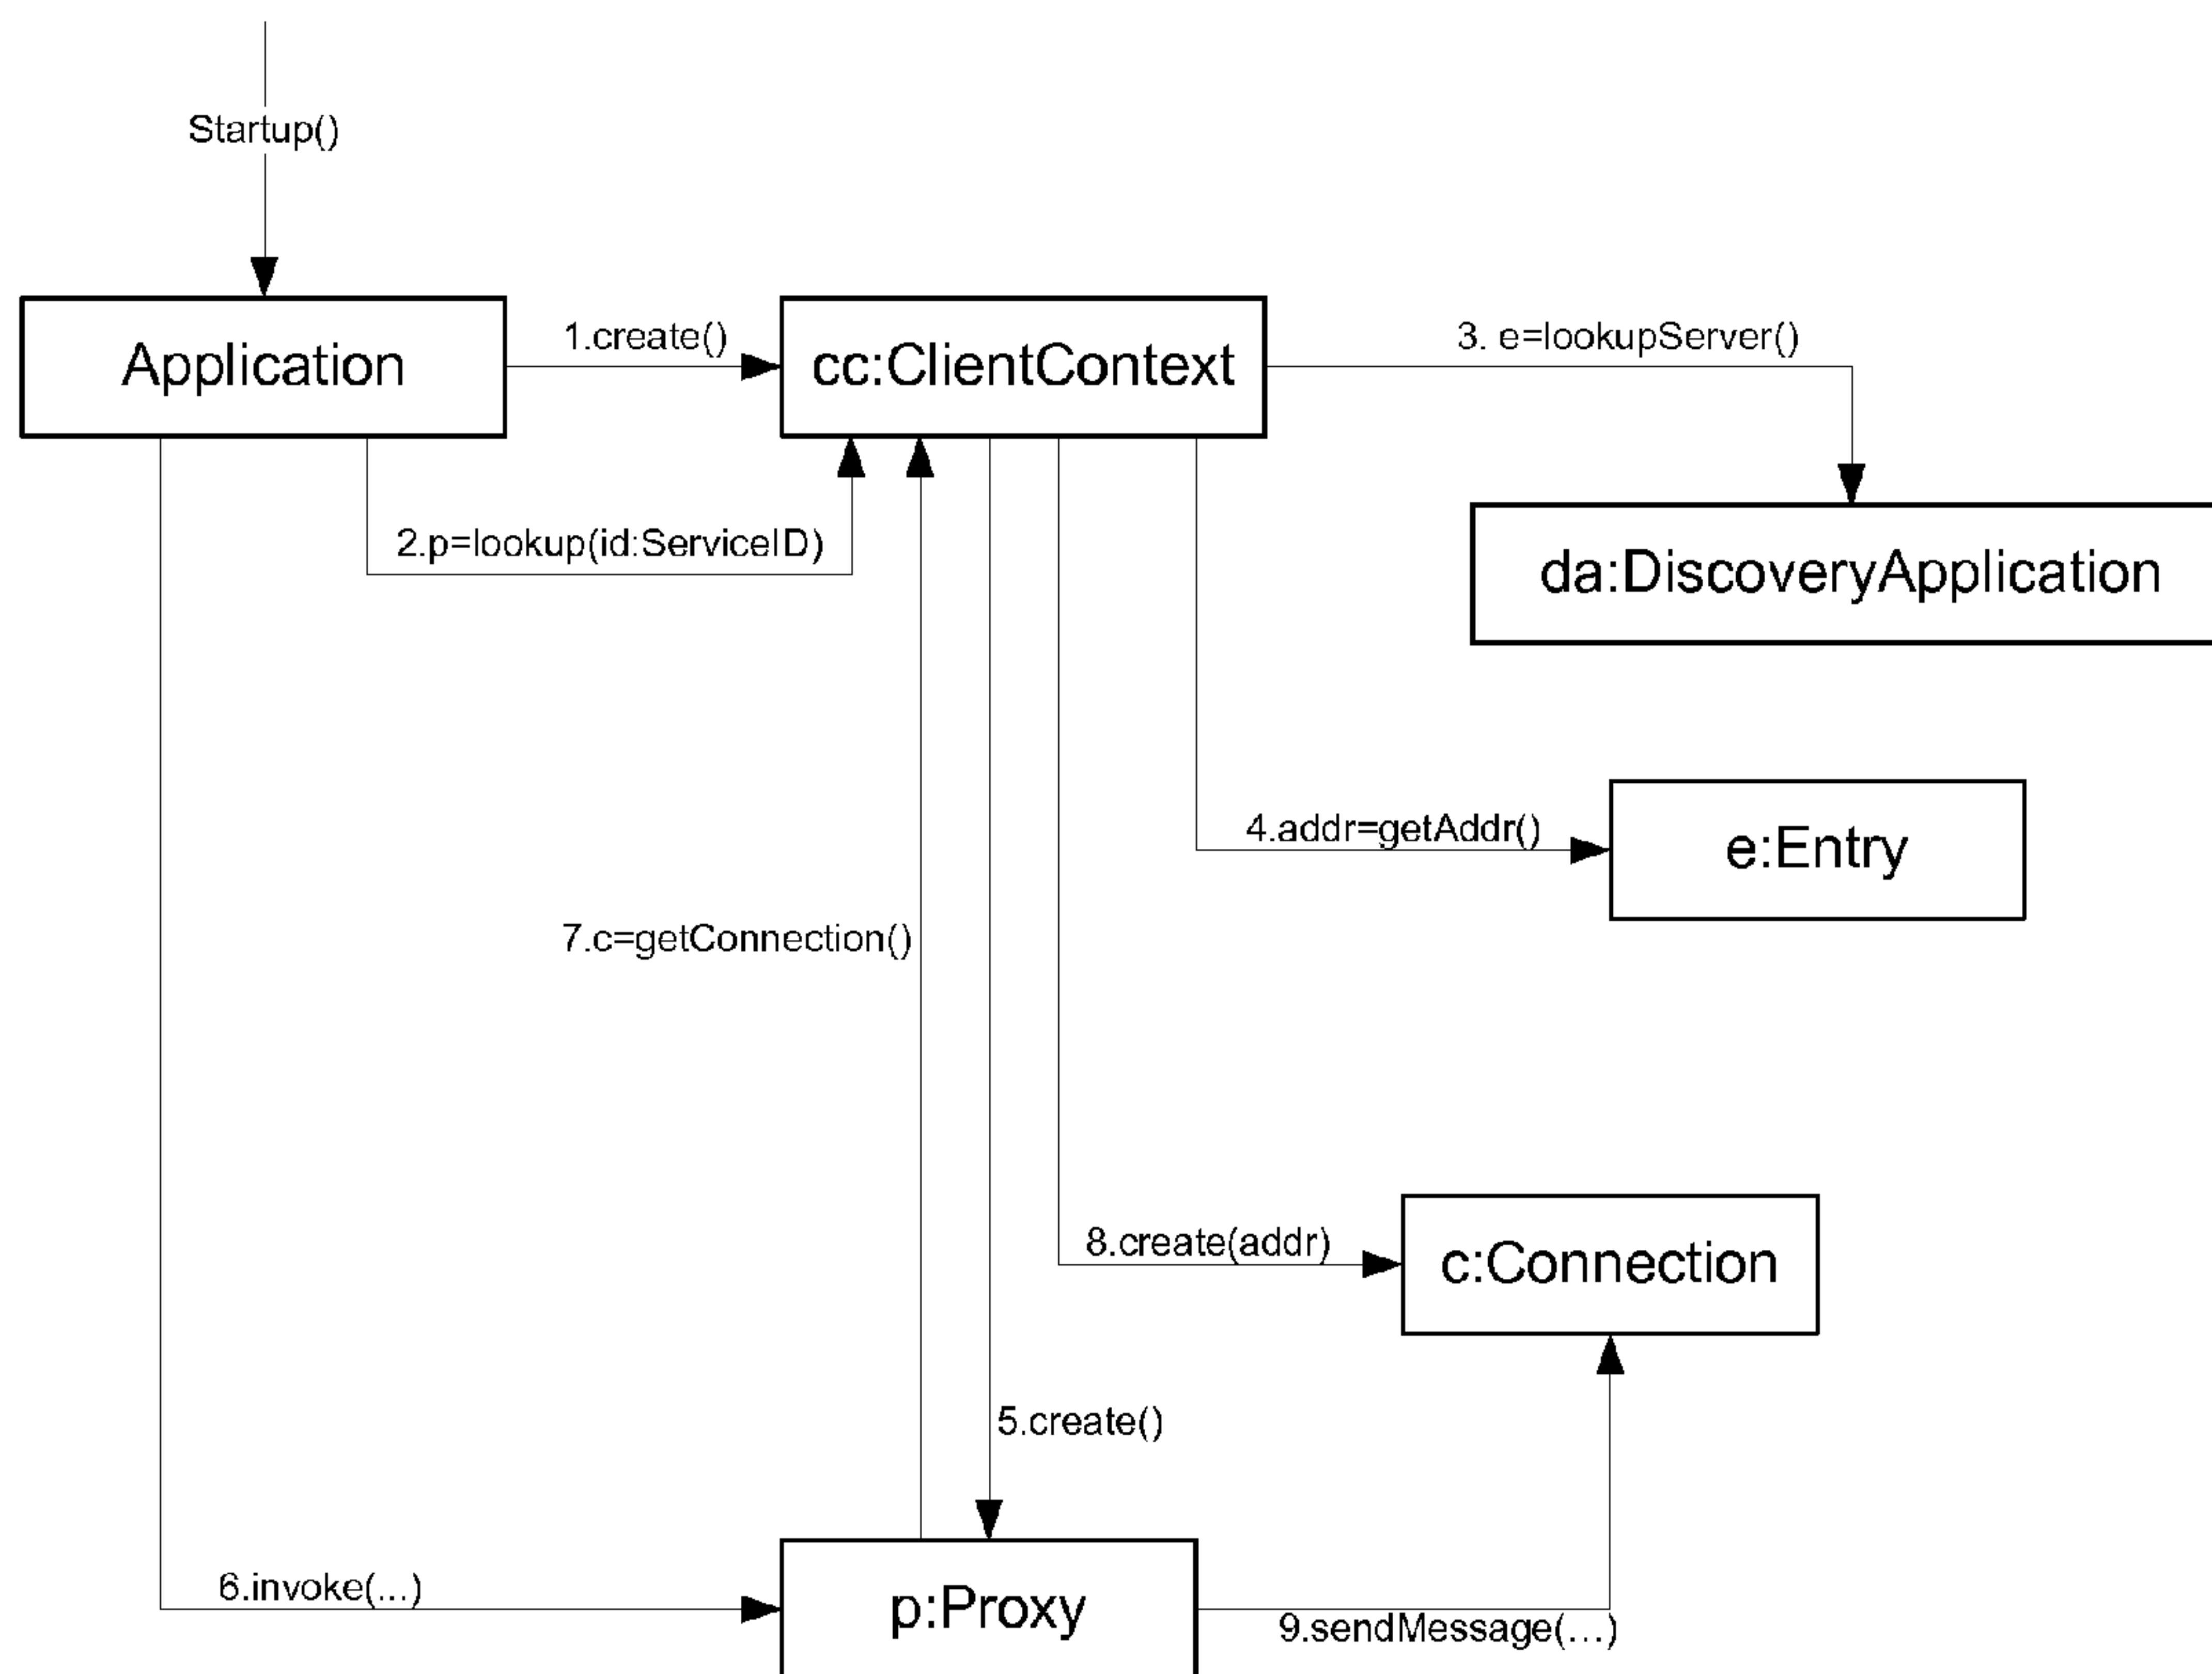 Startup()
Application
1.create()
cc:ClientContext
3. e=lookupServer()
2.p=lookup(id:ServiceID)
da:DiscoveryApplication
4.addr=getAddr()
e:Entry
7.c=getConnection()
8.create(addr)
c:Connection
5.create()
6.invoke(...)
p:Proxy
9.sendMessage(...)